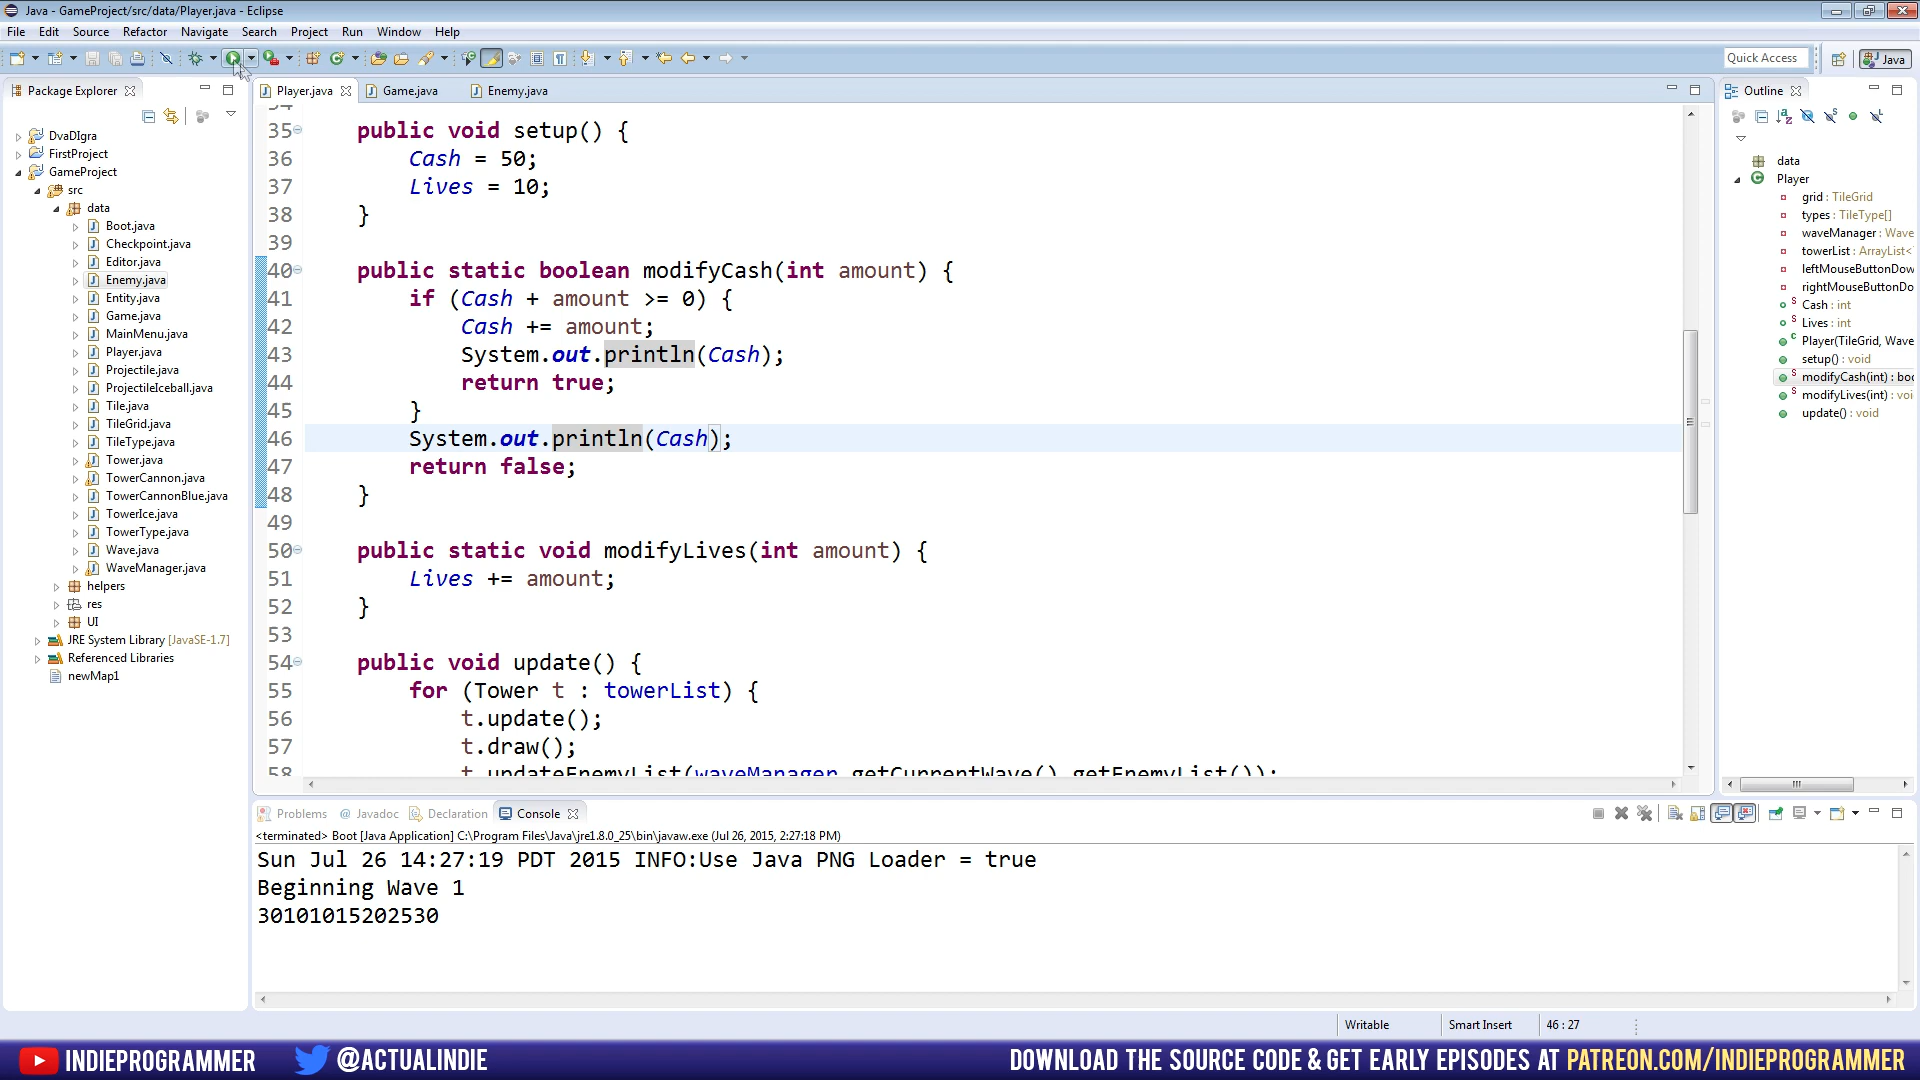 Java - GameProject/src/data/Player.java - Eclipse
File Edit Source Refactor Navigate Search Project Run Window Help
Quick Access
Java
Package Explorer
Player.java
Game.java
Enemy.java
Outline
DvaDIgra
FirstProject
GameProject
src
data
Boot.java
Checkpoint.java
Editor.java
Enemy.java
Entity.java
Game.java
MainMenu.java
Player.java
Projectile.java
ProjectileIceball.java
Tile.java
TileGrid.java
TileType.java
Tower.java
TowerCannon.java
TowerCannonBlue.java
TowerIce.java
TowerType.java
Wave.java
WaveManager.java
helpers
res
UI
JRE System Library [JavaSE-1.7]
Referenced Libraries
newMap1
34
35 public void setup() {
36 Cash = 50;
37 Lives = 10;
38 }
39
40 public static boolean modifyCash(int amount) {
41 if (Cash + amount >= 0) {
42 Cash += amount;
43 System.out.println(Cash);
44 return true;
45 }
46 System.out.println(Cash);
47 return false;
48 }
49
50 public static void modifyLives(int amount) {
51 Lives += amount;
52 }
53
54 public void update() {
55 for (Tower t : towerList) {
56 t.update();
57 t.draw();
58 t.updateEnemyList(waveManager.getCurrentWave().getEnemyList());
data
Player
grid : TileGrid
types : TileType[]
waveManager : Wave
towerList : ArrayList<
leftMouseButtonDow
rightMouseButtonDo
Cash : int
Lives : int
Player(TileGrid, Wave
setup() : void
modifyCash(int) : boo
modifyLives(int) : voi
update() : void
Problems @ Javadoc Declaration Console
<terminated> Boot [Java Application] C:\Program Files\Java\jre1.8.0_25\bin\javaw.exe (Jul 26, 2015, 2:27:18 PM)
Sun Jul 26 14:27:19 PDT 2015 INFO:Use Java PNG Loader = true
Beginning Wave 1
30101015202530
Writable
Smart Insert
46 : 27
INDIEPROGRAMMER
@ACTUALINDIE
DOWNLOAD THE SOURCE CODE & GET EARLY EPISODES AT PATREON.COM/INDIEPROGRAMMER